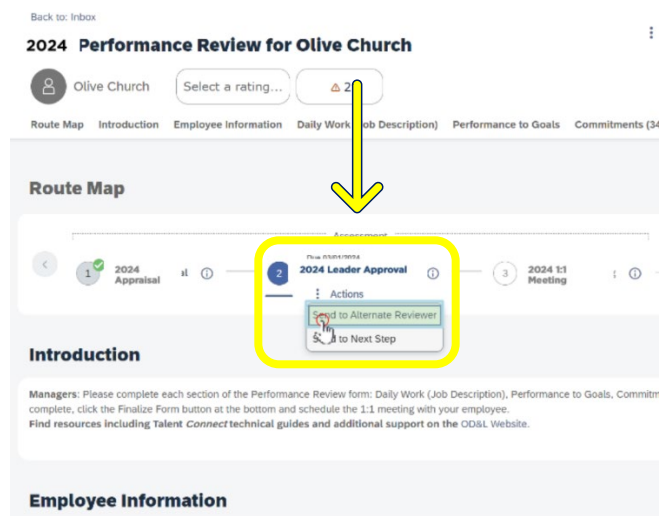 Back to: Inbox
2024 Performance Review for Olive Church
Olive Church
Select a rating...
2
Route Map Introduction Employee Information Daily Work Job Description) Performance to Goals Commitments (34
Route Map
Assessment
Due 03/01/2024
1
2024
Appraisal
2
2024 Leader Approval
3
2024 1:1
Meeting
Actions
Send to Alternate Reviewer
to Next Step
Introduction
Managers: Please complete each section of the Performance Review form: Daily Work (Job Description), Performance to Goals, Commitm
complete, click the Finalize Form button at the bottom and schedule the 1:1 meeting with your employee.
Find resources including Talent Connect technical guides and additional support on the OD&L Website.
Employee Information